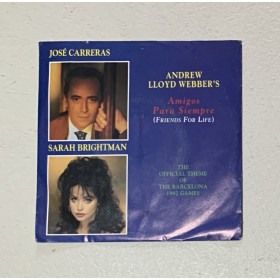 JOSÉ CARRERAS
ANDREW
LLOYD WEBBER'S
Amigos
Para Siempre
(FRIENDS FOR LIFE)
SARAH BRIGHTMAN
THE
OFFICIAL THEME
OF
THE BARCELONA
1992 GAMES